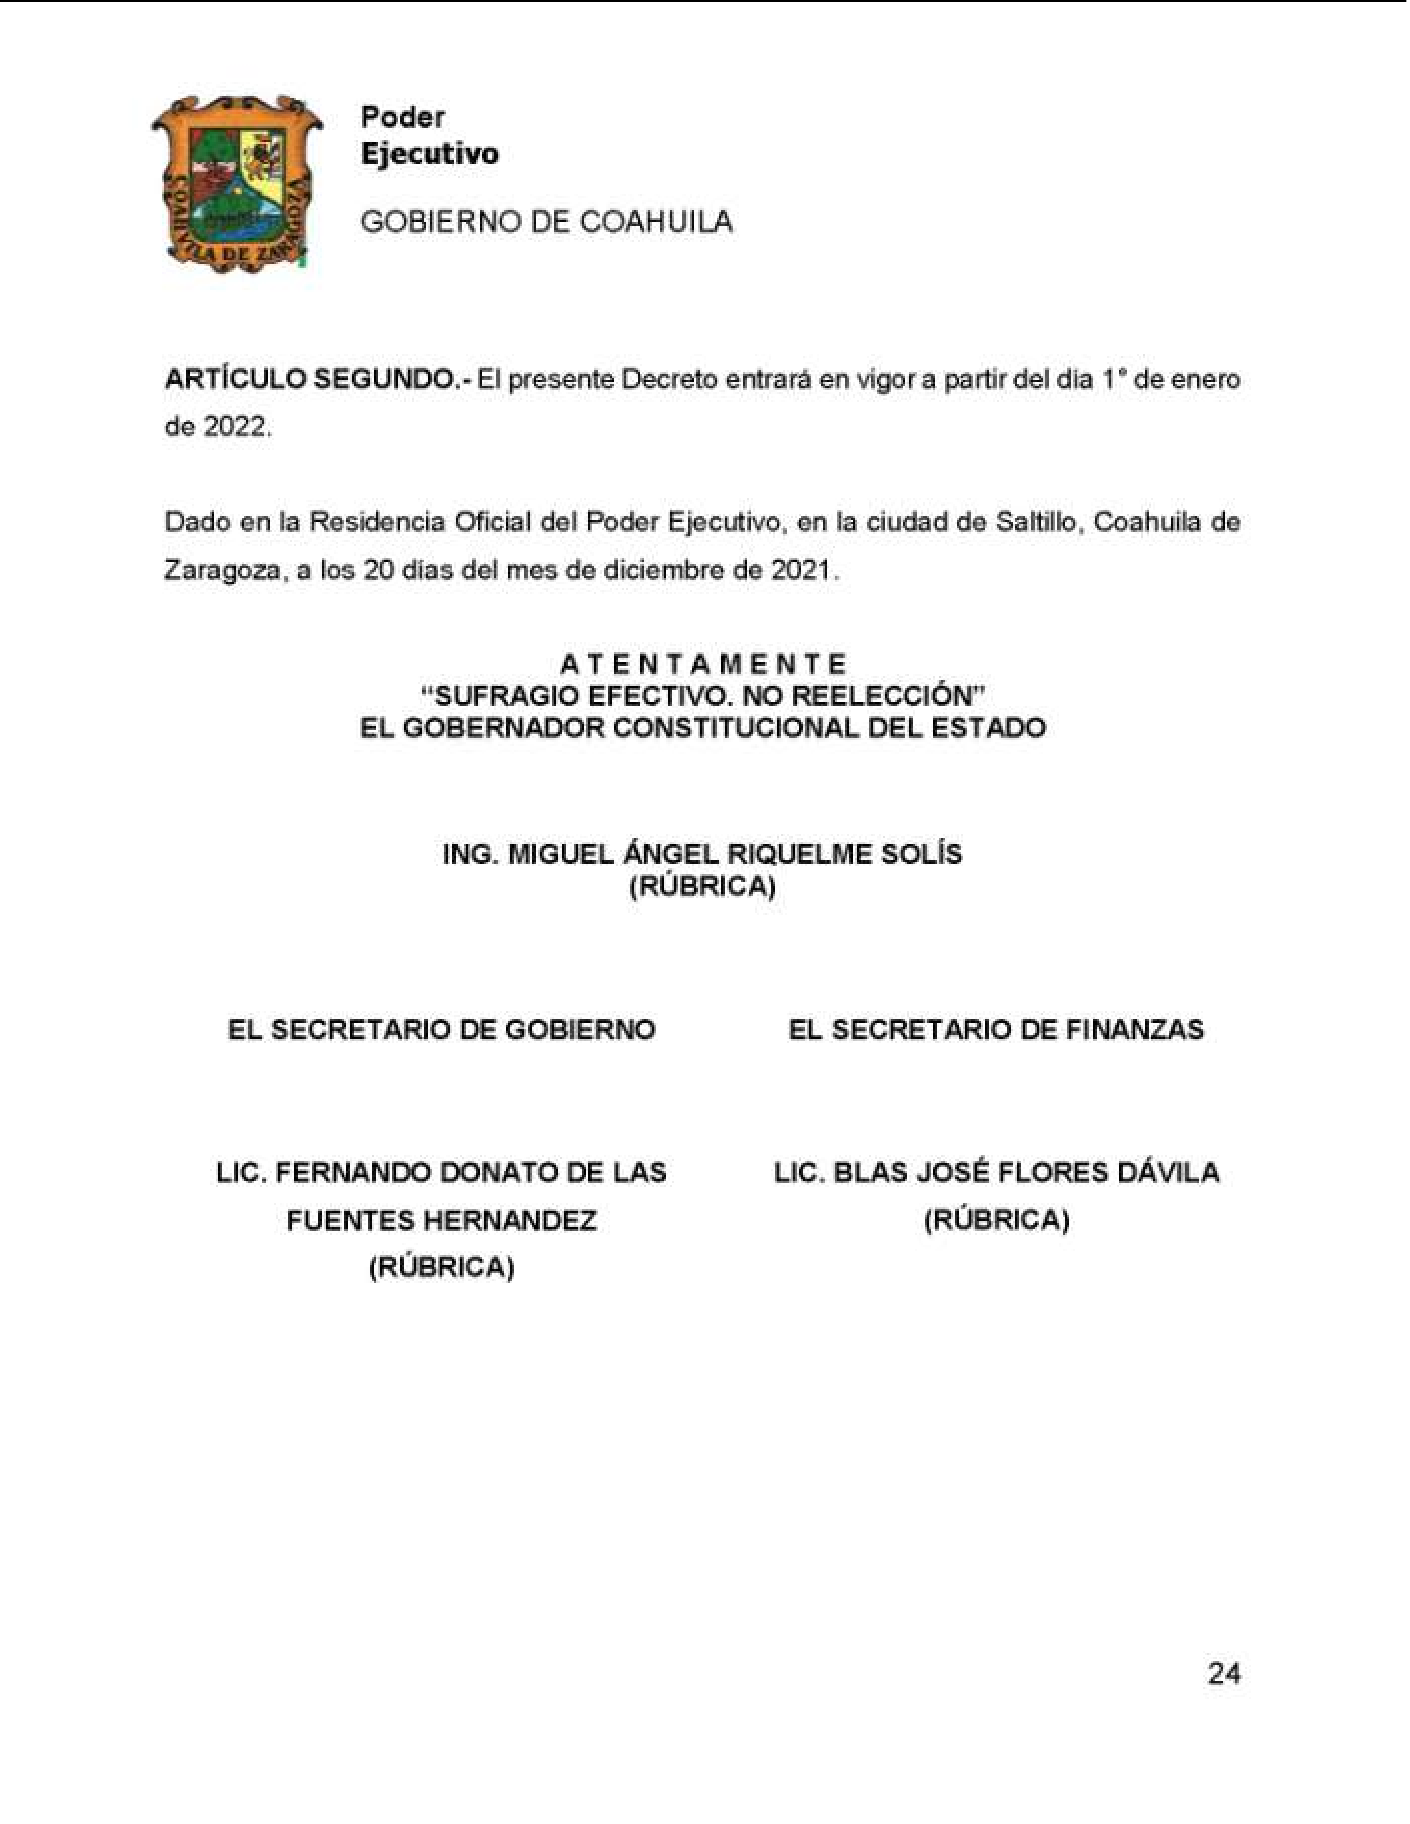 Poder
Ejecutivo
GOBIERNO DE COAHUILA
COAHVILA DE ZARAGOZA
ARTÍCULO SEGUNDO.- El presente Decreto entrará en vigor a partir del dia 1° de enero
de 2022.
Dado en la Residencia Oficial del Poder Ejecutivo, en la ciudad de Saltillo, Coahuila de
Zaragoza, a los 20 dias del mes de diciembre de 2021.
A T E N T A M E N T E
“SUFRAGIO EFECTIVO. NO REELECCIÓN”
EL GOBERNADOR CONSTITUCIONAL DEL ESTADO
ING. MIGUEL ÁNGEL RIQUELME SOLÍS
(RÚBRICA)
EL SECRETARIO DE GOBIERNO
LIC. FERNANDO DONATO DE LAS
FUENTES HERNANDEZ
(RÚBRICA)
EL SECRETARIO DE FINANZAS
LIC. BLAS JOSÉ FLORES DÁVILA
(RÚBRICA)
24